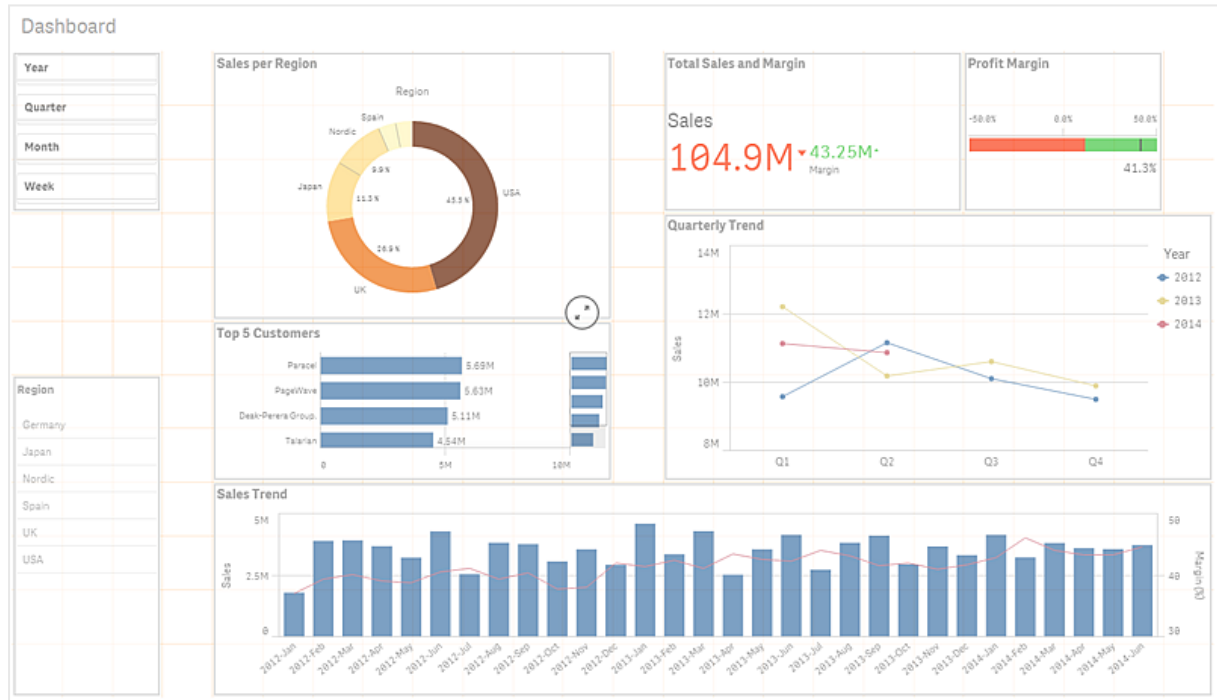 Dashboard
Year
Quarter
Month
Week
Region
Germany
Japan
Nordic
Spain
UK
USA
Sales per Region
Region
Spain
Nordic
Japan
UK
USA
9.9%
11.3%
26.9%
45.5%
Top 5 Customers
Paracel 5.69M
PageWave 5.63M
Deak-Perera Group. 5.11M
Talarian 4.54M
0 5M 10M
Total Sales and Margin
Sales
104.9M 43.25M
Margin
Profit Margin
-50.0% 0.0% 50.0%
41.3%
Quarterly Trend
14M
12M
10M
8M
Sales
Q1 Q2 Q3 Q4
Year
2012
2013
2014
Sales Trend
5M
2.5M
0
Sales
50
40
30
Margin (%)
2012-Jan 2012-Feb 2012-Mar 2012-Apr 2012-May 2012-Jun 2012-Jul 2012-Aug 2012-Sep 2012-Oct 2012-Nov 2012-Dec 2013-Jan 2013-Feb 2013-Mar 2013-Apr 2013-May 2013-Jun 2013-Jul 2013-Aug 2013-Sep 2013-Oct 2013-Nov 2013-Dec 2014-Jan 2014-Feb 2014-Mar 2014-Apr 2014-May 2014-Jun